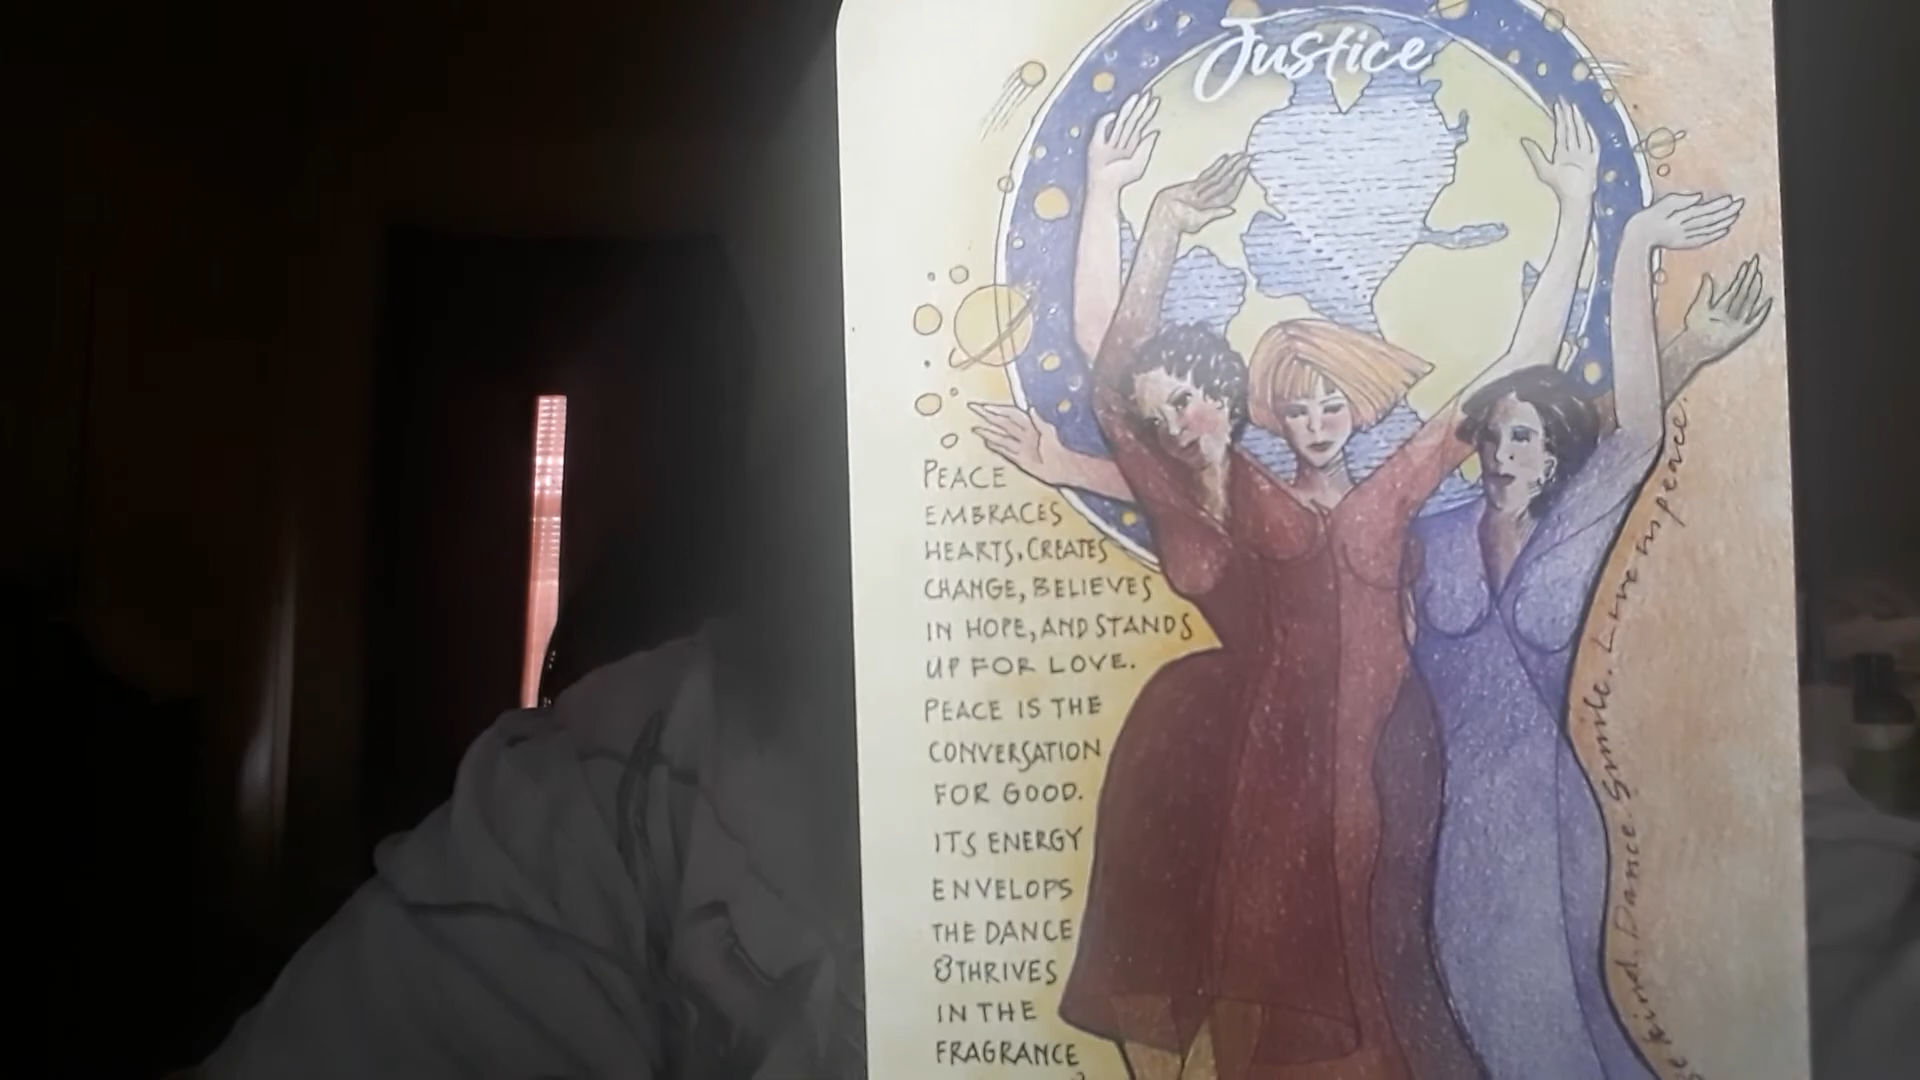 Justice
PEACE
EMBRACES
HEARTS, CREATES
CHANGE, BELIEVES
IN HOPE, AND STANDS
UP FOR LOVE.
PEACE IS THE
CONVERSATION
FOR GOOD.
ITS ENERGY
ENVELOPS
THE DANCE
& THRIVES
IN THE
FRAGRANCE
kind. Dance. Smile. Live in peace.